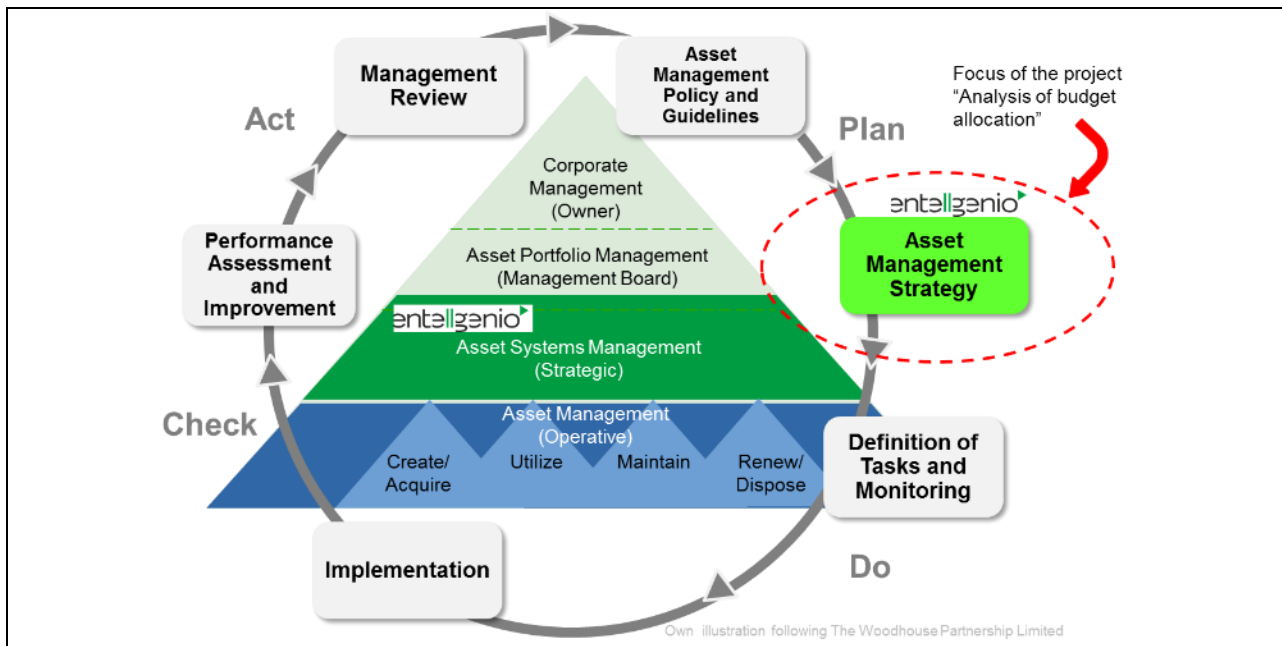 Management
Review
Asset
Management
Policy and
Guidelines
Focus of the project
“Analysis of budget
allocation”
Act
Plan
Corporate
Management
(Owner)
entellgenio
Asset
Management
Strategy
Performance
Assessment
and
Improvement
Asset Portfolio Management
(Management Board)
entellgenio
Asset Systems Management
(Strategic)
Check
Asset Management
(Operative)
Create/
Acquire
Utilize
Maintain
Renew/
Dispose
Definition of
Tasks and
Monitoring
Implementation
Do
Own illustration following The Woodhouse Partnership Limited